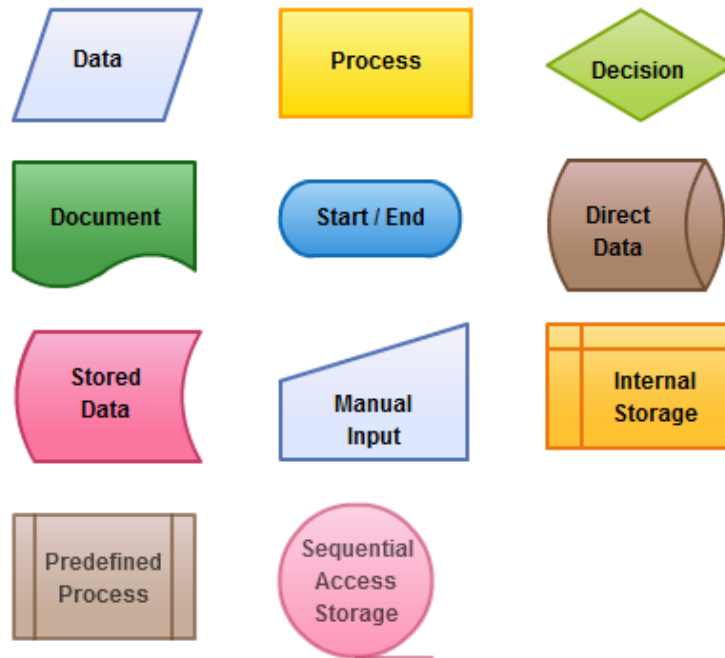 Data
Process
Decision
Document
Start / End
Direct
Data
Stored
Data
Manual
Input
Internal
Storage
Predefined
Process
Sequential
Access
Storage